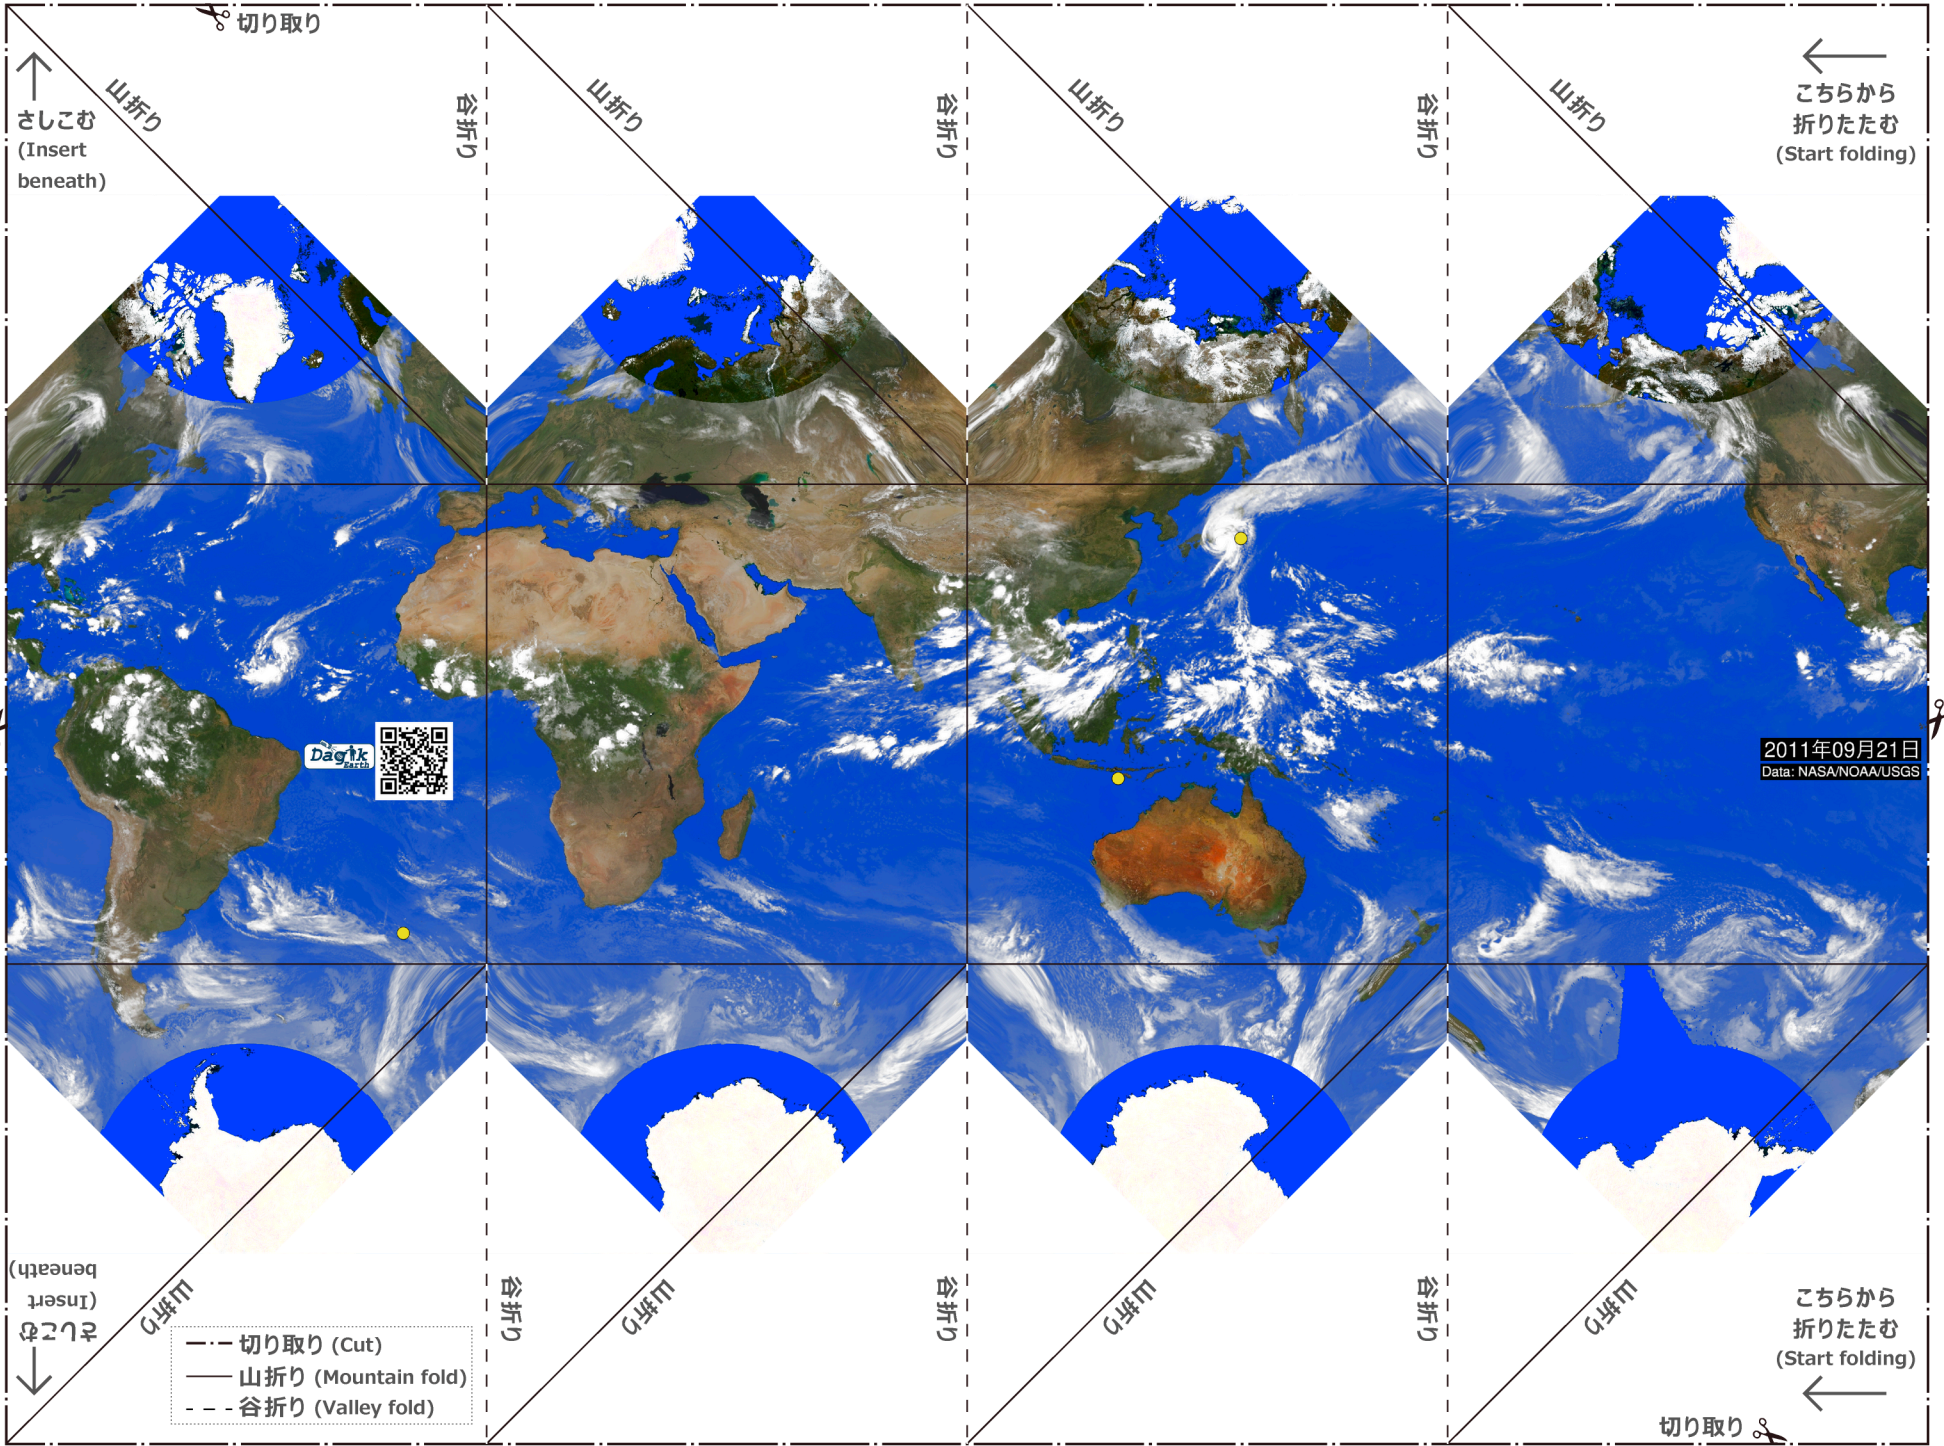 切り取り
山折り
谷折り
山折り
谷折り
山折り
谷折り
山折り
さしこむ
(Insert
beneath)
こちらから
折りたたむ
(Start folding)
Dagik
Earth
2011年09月21日
Data: NASA/NOAA/USGS
さしこむ
(Insert
beneath)
山折り
谷折り
山折り
谷折り
山折り
谷折り
山折り
こちらから
折りたたむ
(Start folding)
切り取り (Cut)
山折り (Mountain fold)
谷折り (Valley fold)
切り取り